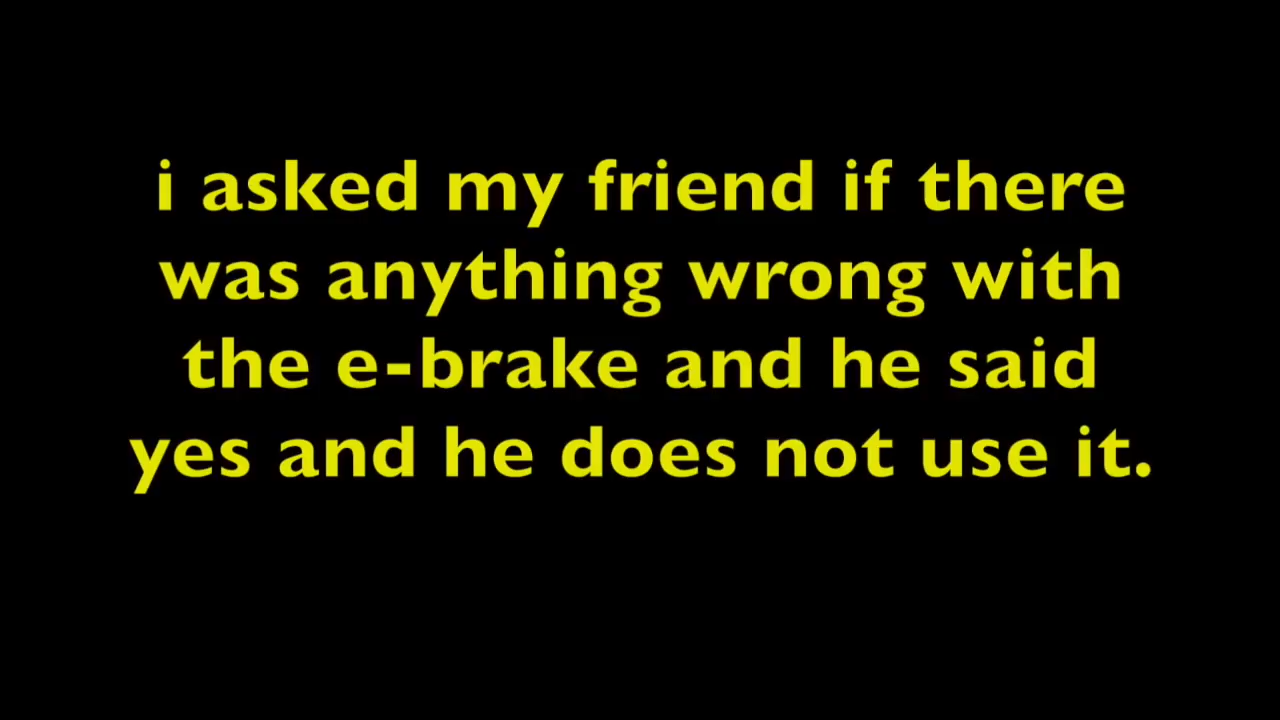 i asked my friend if there
was anything wrong with
the e-brake and he said
yes and he does not use it.